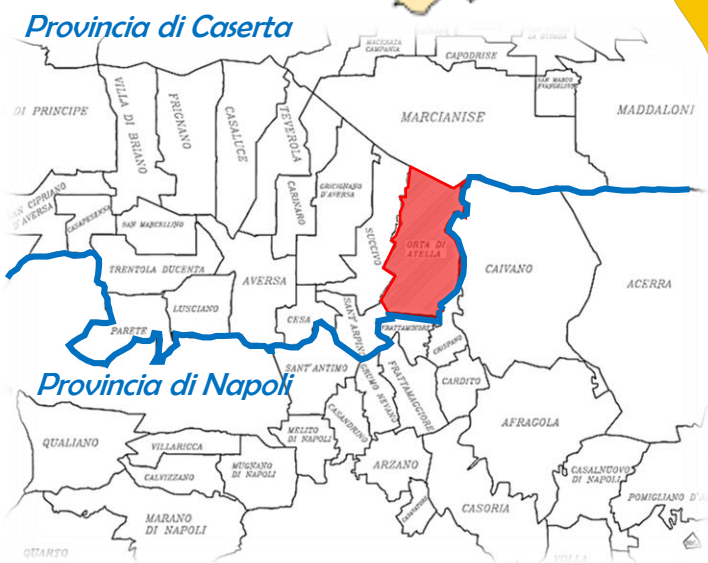 Provincia di Caserta
MACERATA
CAMPANIA
CAPODRISE
SAN MARCO
EVANGELISTA
DI PRINCIPE
VILLA DI BRIANO
FRIGNANO
CASALUCE
TEVEROLA
MARCIANISE
MADDALONI
CARINARO
GRICIGNANO
D'AVERSA
SAN CIPRIANO
D'AVERSA
CASAPESENNA
SAN MARCELLINO
SUCCIVO
ORTA DI
ATELLA
TRENTOLA DUCENTA
AVERSA
CAIVANO
ACERRA
LUSCIANO
PARETE
CESA
SANT'ARPINO
FRATTAMINORE
CRISPANO
SANT'ANTIMO
GRUMO NEVANO
FRATTAMAGGIORE
CARDITO
Provincia di Napoli
CASANDRINO
AFRAGOLA
QUALIANO
VILLARICCA
MELITO
DI NAPOLI
CALVIZZANO
MUGNANO
DI NAPOLI
ARZANO
CASALNUOVO
DI NAPOLI
POMIGLIANO D'A
CASORIA
CASAVATORE
MARANO
DI NAPOLI
QUARTO
VOLLA